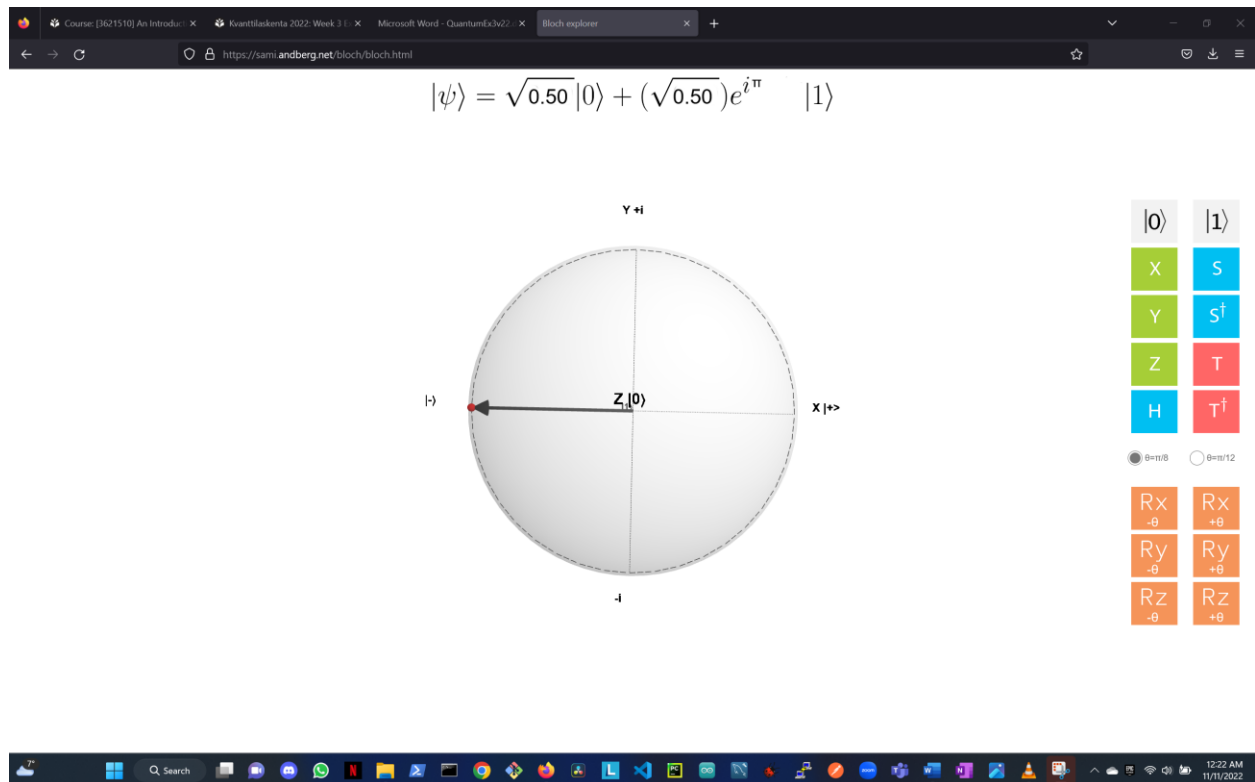 Course: [3621510] An Introduc
Kvanttilaskenta 2022: Week 3 E
Microsoft Word - QuantumEx3v22.d
Bloch explorer
https://sami.andberg.net/bloch/bloch.html
|ψ⟩ = √0.50 |0⟩ + (√0.50 )e^{iπ} |1⟩
Y +i
|0⟩ |1⟩
X S
Y S†
Z T
H T†
|-⟩
Z |0⟩
X |+>
θ=π/8 θ=π/12
Rx Rx
-θ +θ
Ry Ry
-θ +θ
Rz Rz
-θ +θ
-i
7°
Search
12:22 AM
11/11/2022